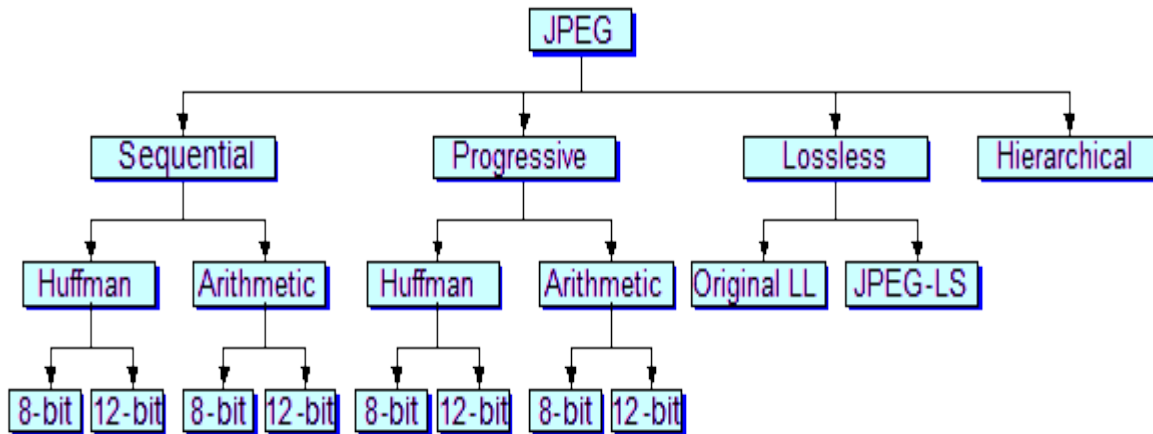 JPEG
Sequential Progressive Lossless Hierarchical
Huffman Arithmetic Huffman Arithmetic Original LL JPEG-LS
8-bit 12-bit 8-bit 12-bit 8-bit 12-bit 8-bit 12-bit